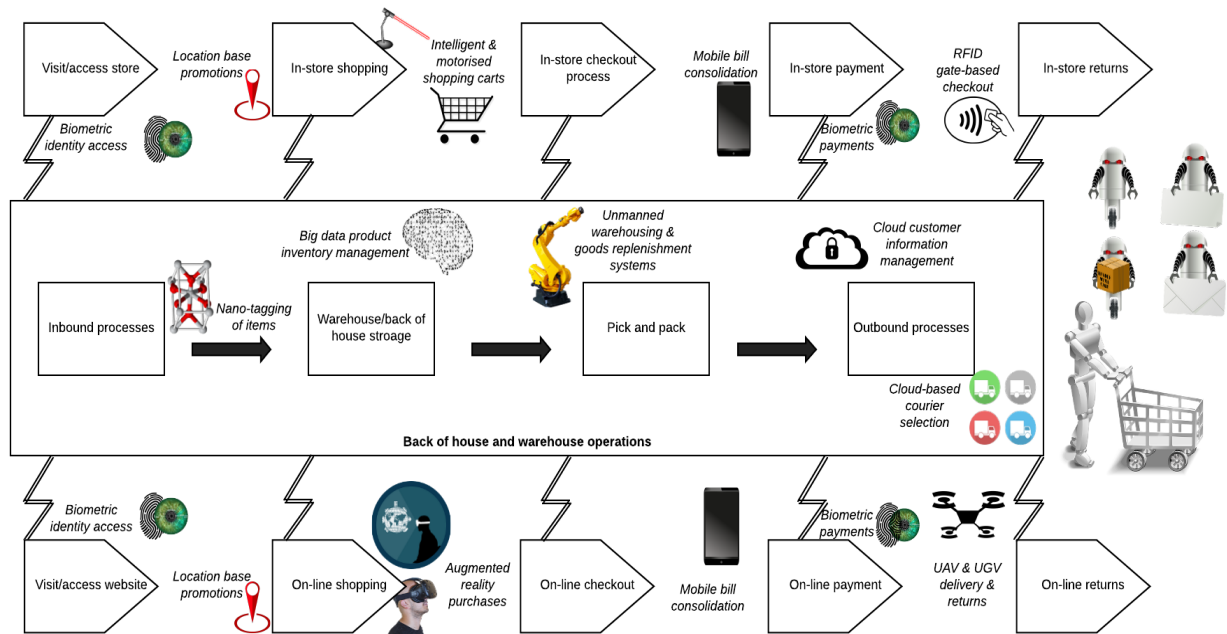 Visit/access store
Location base
promotions
In-store shopping
Intelligent &
motorised
shopping carts
In-store checkout
process
Mobile bill
consolidation
In-store payment
RFID
gate-based
checkout
In-store returns
Biometric
identity access
Biometric
payments
Big data product
inventory management
Unmanned
warehousing &
goods replenishment
systems
Cloud customer
information
management
Inbound processes
Nano-tagging
of items
Warehouse/back of
house stroage
Pick and pack
Outbound processes
Cloud-based
courier
selection
Back of house and warehouse operations
Biometric
identity access
Biometric
payments
Visit/access website
Location base
promotions
On-line shopping
Augmented
reality
purchases
On-line checkout
Mobile bill
consolidation
On-line payment
UAV & UGV
delivery &
returns
On-line returns